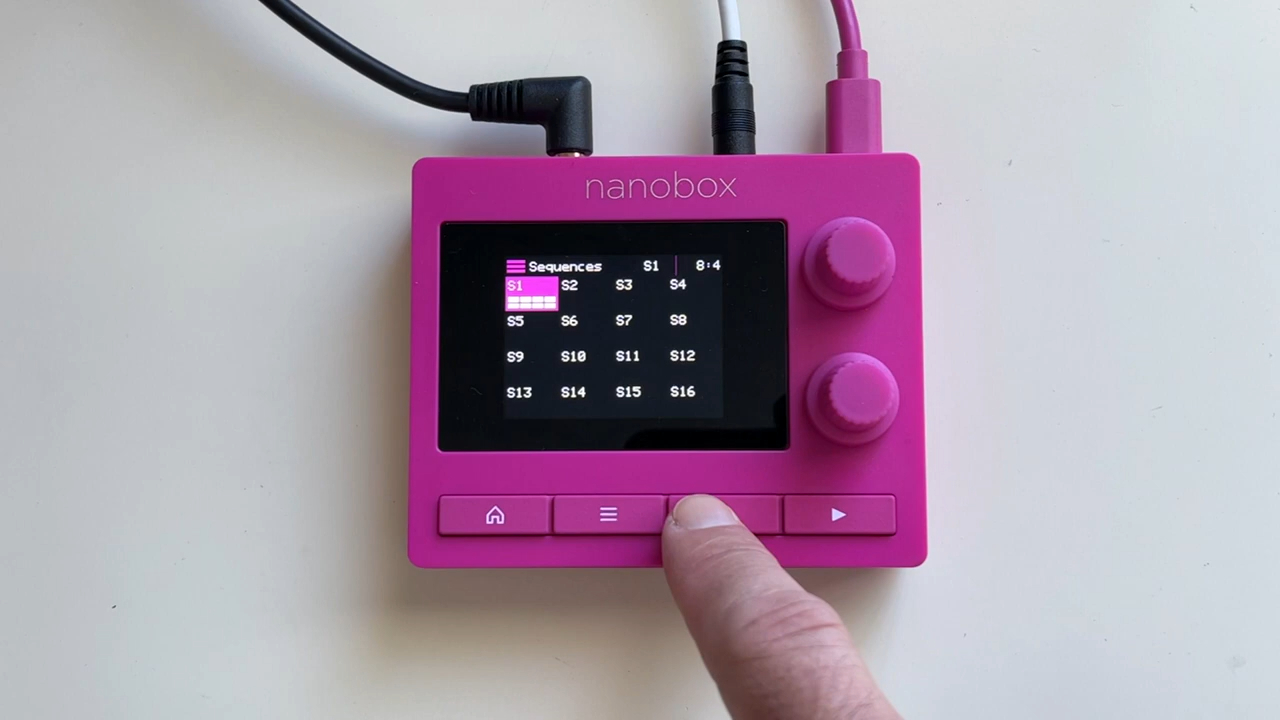 nanobox
Sequences S1 8:4
S1 S2 S3 S4
S5 S6 S7 S8
S9 S10 S11 S12
S13 S14 S15 S16